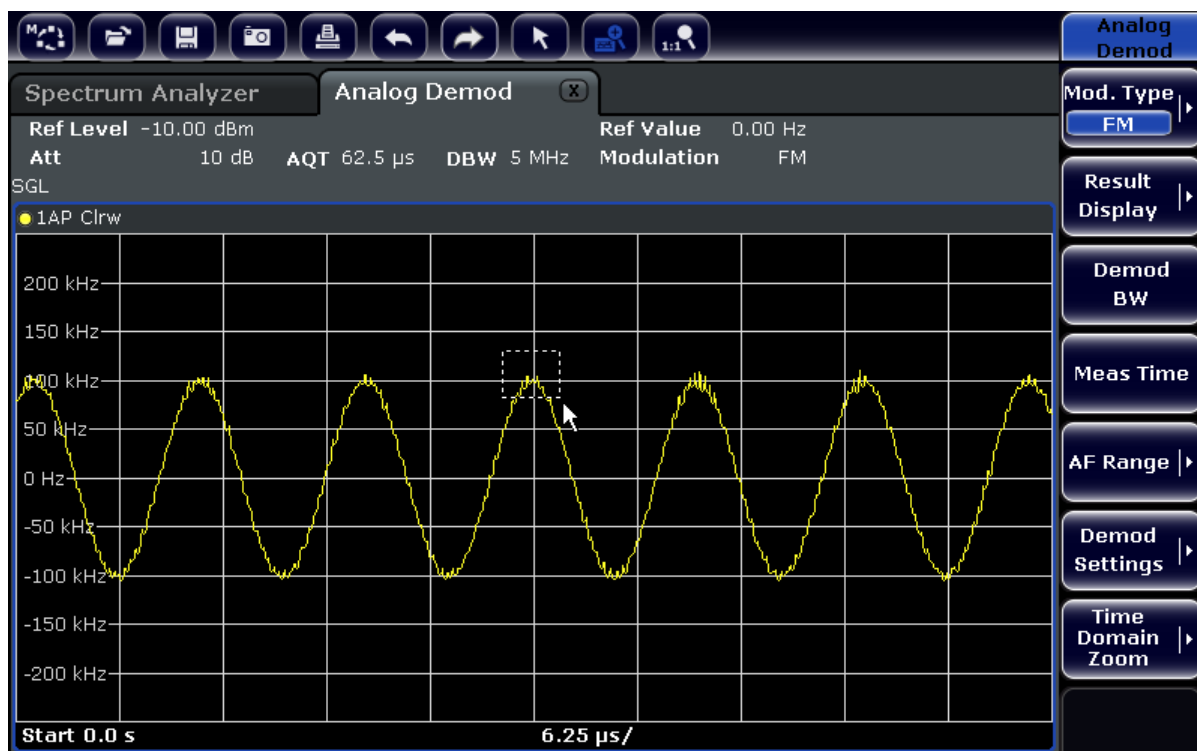 M
1:1
Analog
Demod
Spectrum Analyzer
Analog Demod
X
Ref Level -10.00 dBm
Ref Value 0.00 Hz
Att 10 dB AQT 62.5 µs DBW 5 MHz Modulation FM
SGL
1AP Clrw
200 kHz
150 kHz
100 kHz
50 kHz
0 Hz
-50 kHz
-100 kHz
-150 kHz
-200 kHz
Start 0.0 s
6.25 µs/
Mod. Type
FM
Result
Display
Demod
BW
Meas Time
AF Range
Demod
Settings
Time
Domain
Zoom